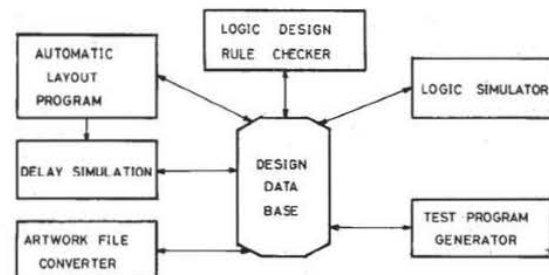 AUTOMATIC
LAYOUT
PROGRAM
LOGIC DESIGN
RULE CHECKER
LOGIC SIMULATOR
DELAY SIMULATION
DESIGN
DATA
BASE
ARTWORK FILE
CONVERTER
TEST PROGRAM
GENERATOR